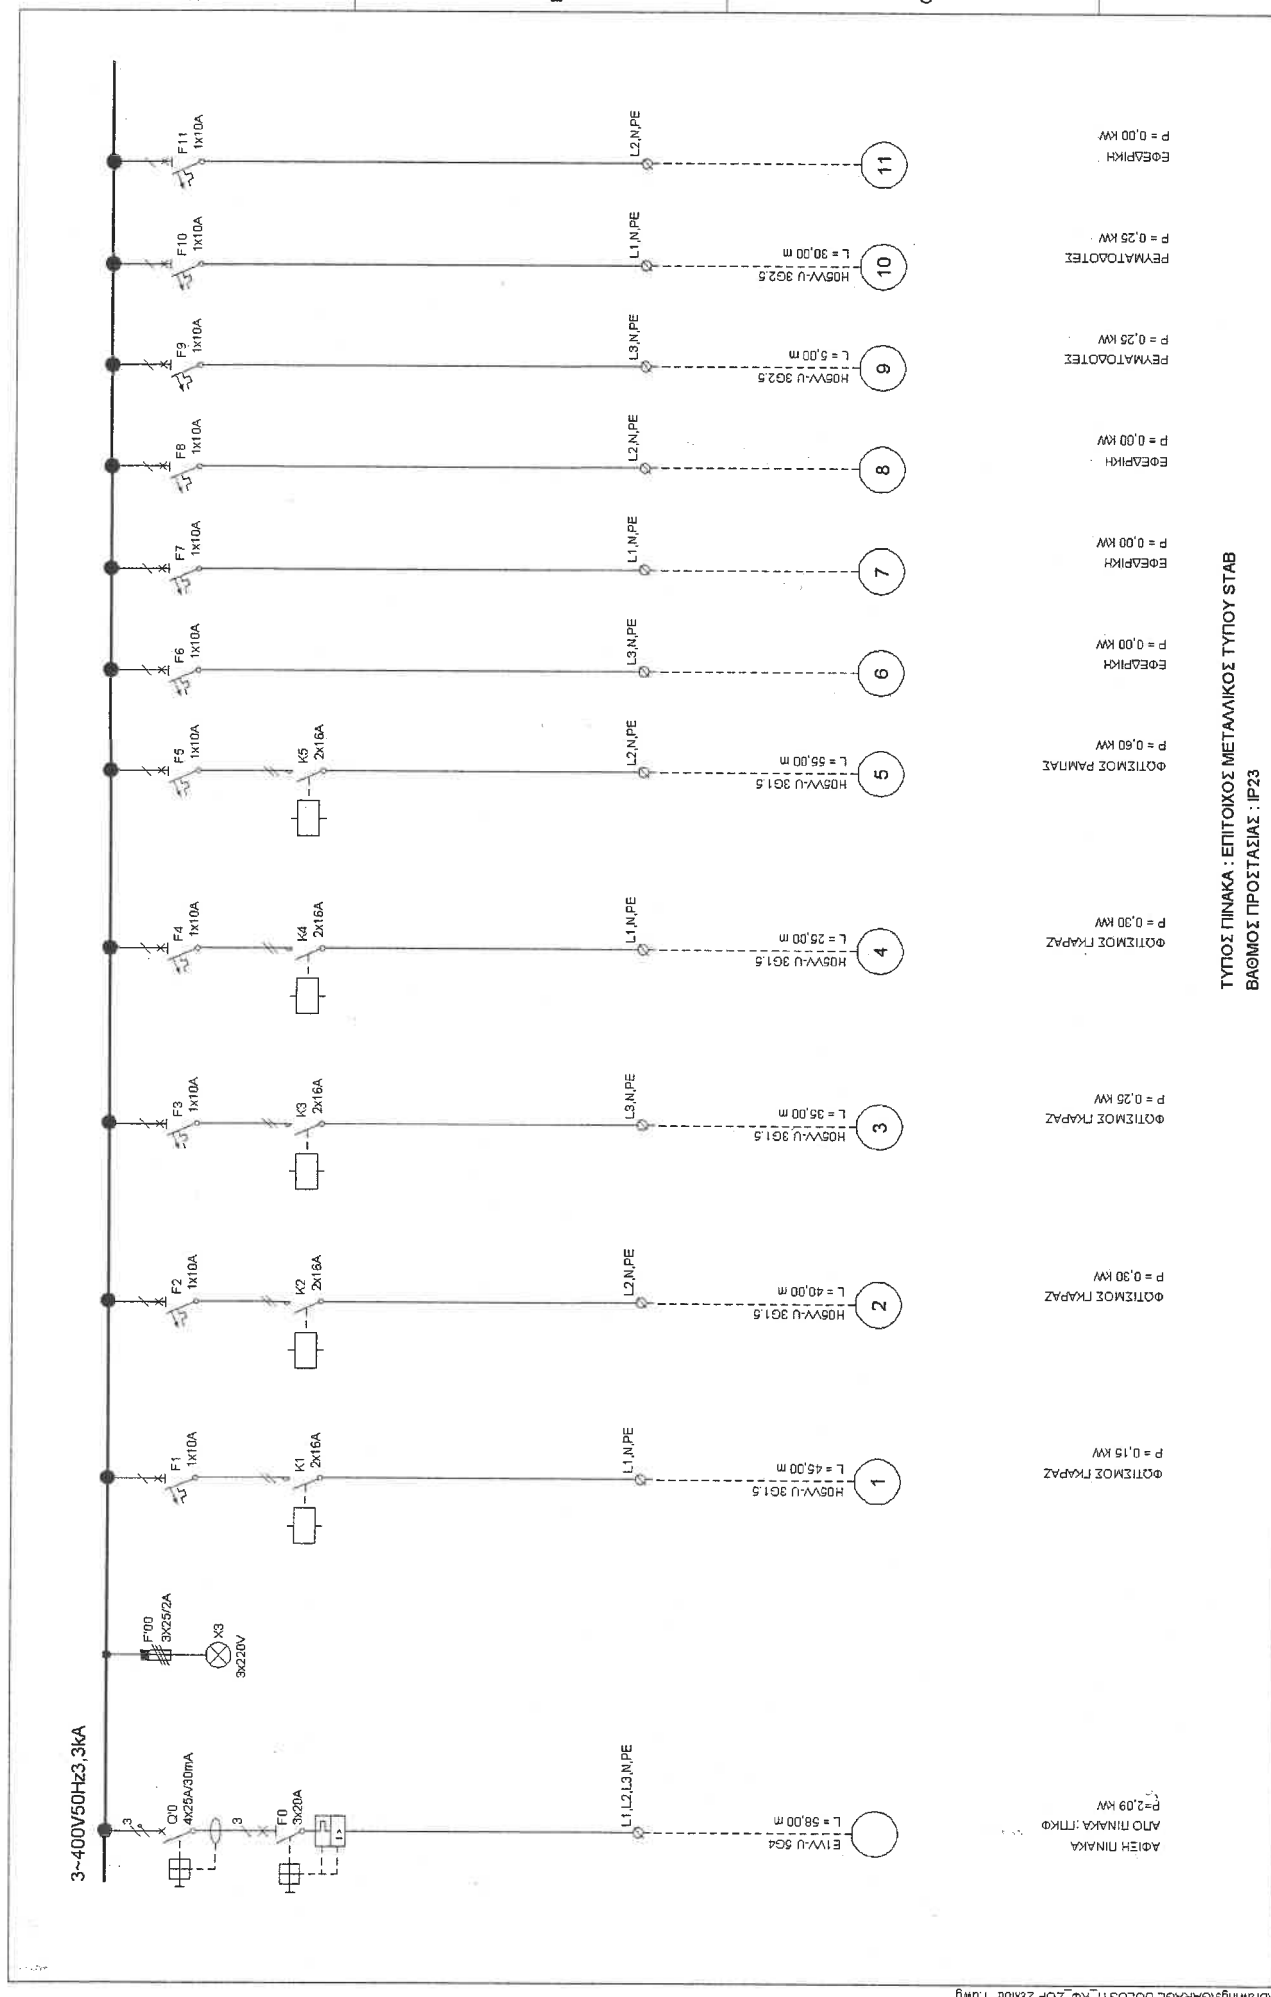 3~400V50Hz3,3kA
Q'0
4x25A/30mA
3
3
F0
3x20A
L1,L2,L3,N,PE
L = 58,00 m
E1VV-U 5G4
ΑΦΙΞΗ ΠΙΝΑΚΑ
ΑΠΟ ΠΙΝΑΚΑ :ΓΠΚΦ
P=2,09 KW
F'00
3X25/2A
X3
3x220V
F1
1x10A
K1
2x16A
L1,N,PE
L = 45,00 m
H05VV-U 3G1.5
1
ΦΩΤΙΣΜΟΣ ΓΚΑΡΑΖ
P = 0,15 KW
F2
1x10A
K2
2x16A
L2,N,PE
L = 40,00 m
H05VV-U 3G1.5
2
ΦΩΤΙΣΜΟΣ ΓΚΑΡΑΖ
P = 0,30 KW
F3
1x10A
K3
2x16A
L3,N,PE
L = 35,00 m
H05VV-U 3G1.5
3
ΦΩΤΙΣΜΟΣ ΓΚΑΡΑΖ
P = 0,25 KW
F4
1x10A
K4
2x16A
L1,N,PE
L = 25,00 m
H05VV-U 3G1.5
4
ΦΩΤΙΣΜΟΣ ΓΚΑΡΑΖ
P = 0,30 KW
F5
1x10A
K5
2x16A
L2,N,PE
L = 55,00 m
H05VV-U 3G1.5
5
ΦΩΤΙΣΜΟΣ ΡΑΜΠΑΣ
P = 0,60 KW
F6
1x10A
L3,N,PE
6
ΕΦΕΔΡΙΚΗ
P = 0,00 KW
F7
1x10A
L1,N,PE
7
ΕΦΕΔΡΙΚΗ
P = 0,00 KW
F8
1x10A
L2,N,PE
8
ΕΦΕΔΡΙΚΗ
P = 0,00 KW
F9
1x10A
L3,N,PE
L = 5,00 m
H05VV-U 3G2.5
9
ΡΕΥΜΑΤΟΔΟΤΕΣ
P = 0,25 KW
F10
1x10A
L1,N,PE
L = 30,00 m
H05VV-U 3G2.5
10
ΡΕΥΜΑΤΟΔΟΤΕΣ
P = 0,25 KW
F11
1x10A
L2,N,PE
11
ΕΦΕΔΡΙΚΗ
P = 0,00 KW
ΤΥΠΟΣ ΠΙΝΑΚΑ : ΕΠΙΤΟΙΧΟΣ ΜΕΤΑΛΛΙΚΟΣ ΤΥΠΟΥ STAB
ΒΑΘΜΟΣ ΠΡΟΣΤΑΣΙΑΣ : IP23